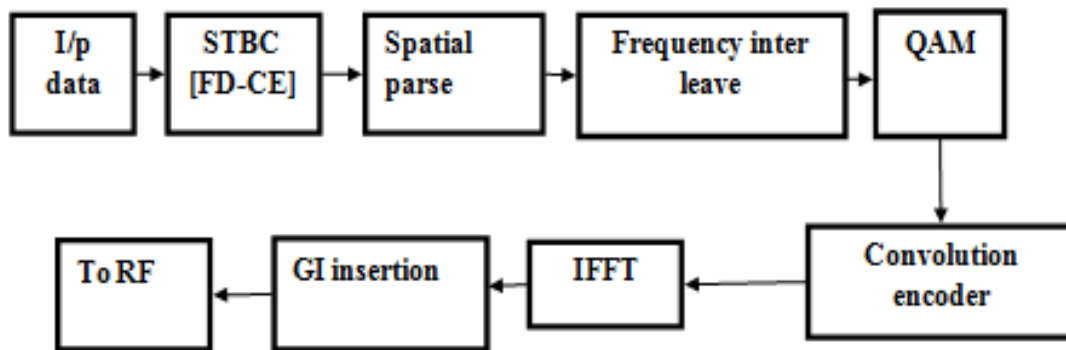 I/p
data
STBC
[FD-CE]
Spatial
parse
Frequency inter
leave
QAM
Convolution
encoder
IFFT
GI insertion
To RF